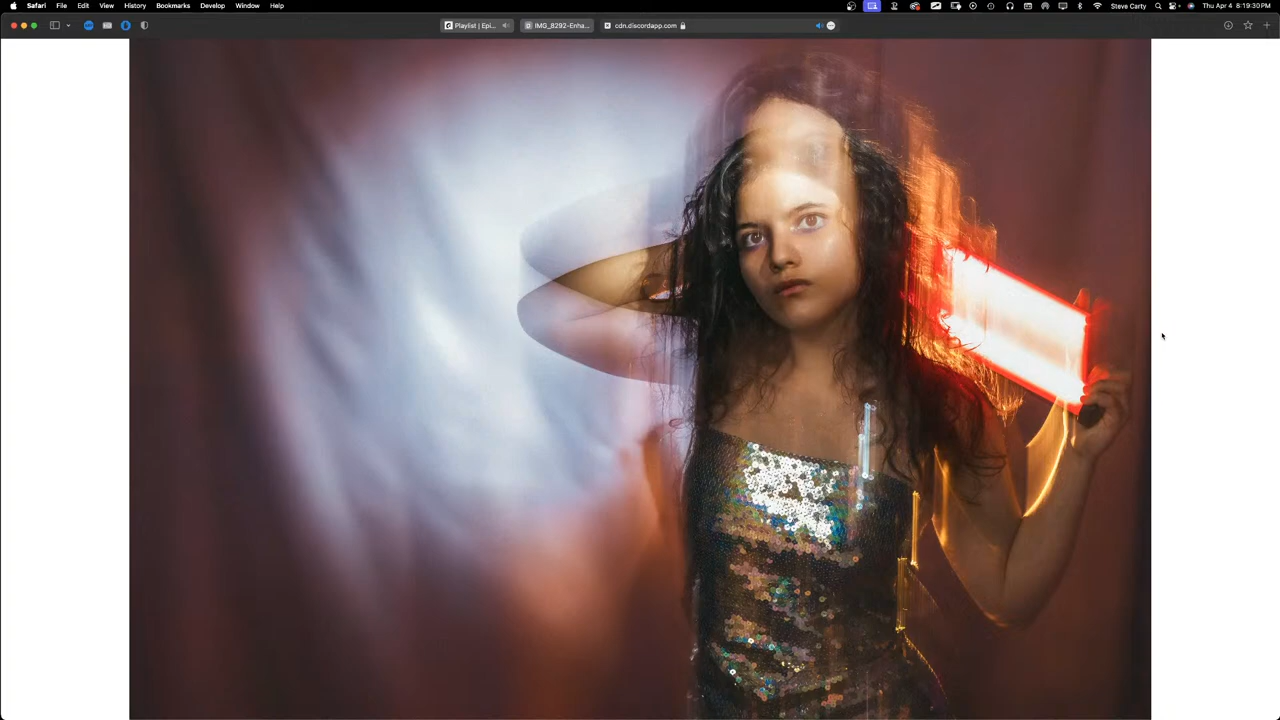 Safari File Edit View History Bookmarks Develop Window Help Steve Carty Thu Apr 4 8:19:30 PM
Playlist | Epi... IMG_8292-Enha... cdn.discordapp.com